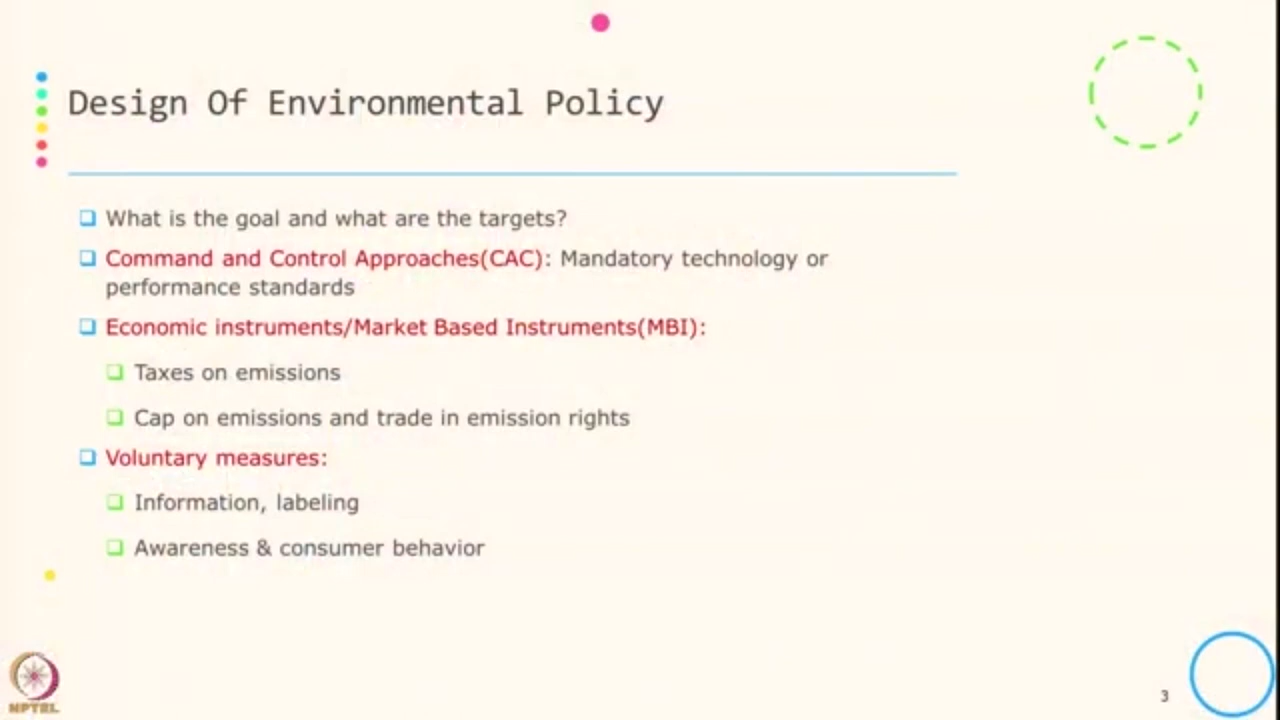 Design Of Environmental Policy
What is the goal and what are the targets?
Command and Control Approaches(CAC): Mandatory technology or
performance standards
Economic instruments/Market Based Instruments(MBI):
Taxes on emissions
Cap on emissions and trade in emission rights
Voluntary measures:
Information, labeling
Awareness & consumer behavior
NPTEL
3